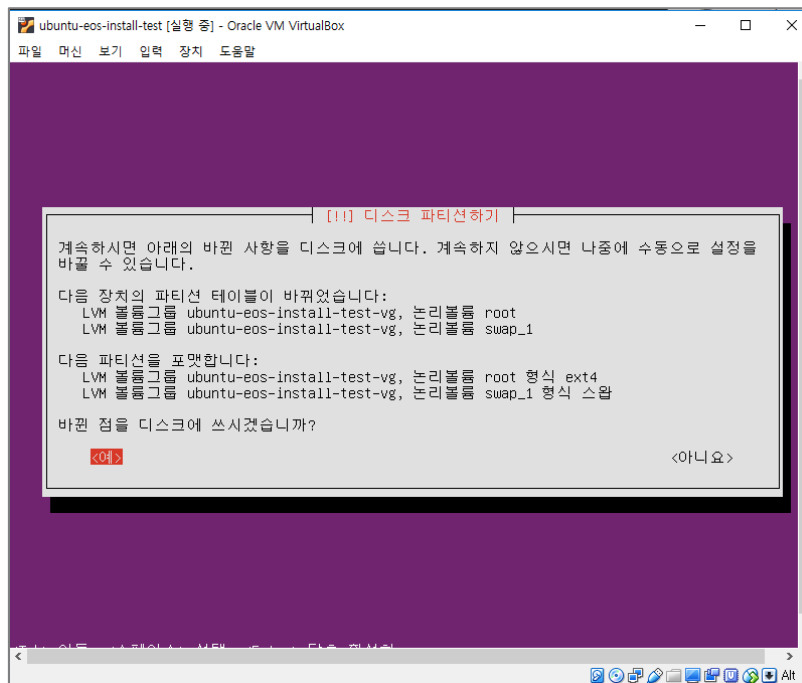 ubuntu-eos-install-test [실행 중] - Oracle VM VirtualBox
파일 머신 보기 입력 장치 도움말
[!!] 디스크 파티션하기
계속하시면 아래의 바뀐 사항을 디스크에 씁니다. 계속하지 않으시면 나중에 수동으로 설정을
바꿀 수 있습니다.
다음 장치의 파티션 테이블이 바뀌었습니다:
LVM 볼륨그룹 ubuntu-eos-install-test-vg, 논리볼륨 root
LVM 볼륨그룹 ubuntu-eos-install-test-vg, 논리볼륨 swap_1
다음 파티션을 포맷합니다:
LVM 볼륨그룹 ubuntu-eos-install-test-vg, 논리볼륨 root 형식 ext4
LVM 볼륨그룹 ubuntu-eos-install-test-vg, 논리볼륨 swap_1 형식 스왑
바뀐 점을 디스크에 쓰시겠습니까?
<예> <아니요>
Alt